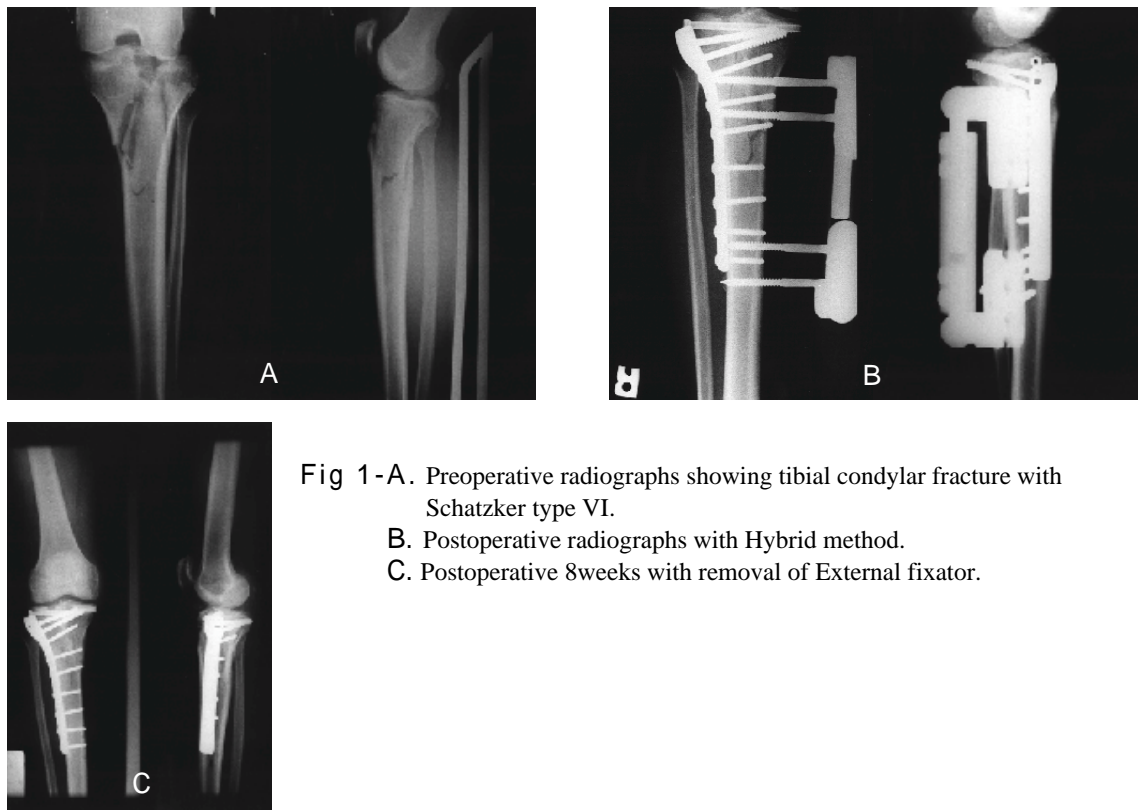 A
B
C
Fig 1-A. Preoperative radiographs showing tibial condylar fracture with
Schatzker type VI.
B. Postoperative radiographs with Hybrid method.
C. Postoperative 8weeks with removal of External fixator.